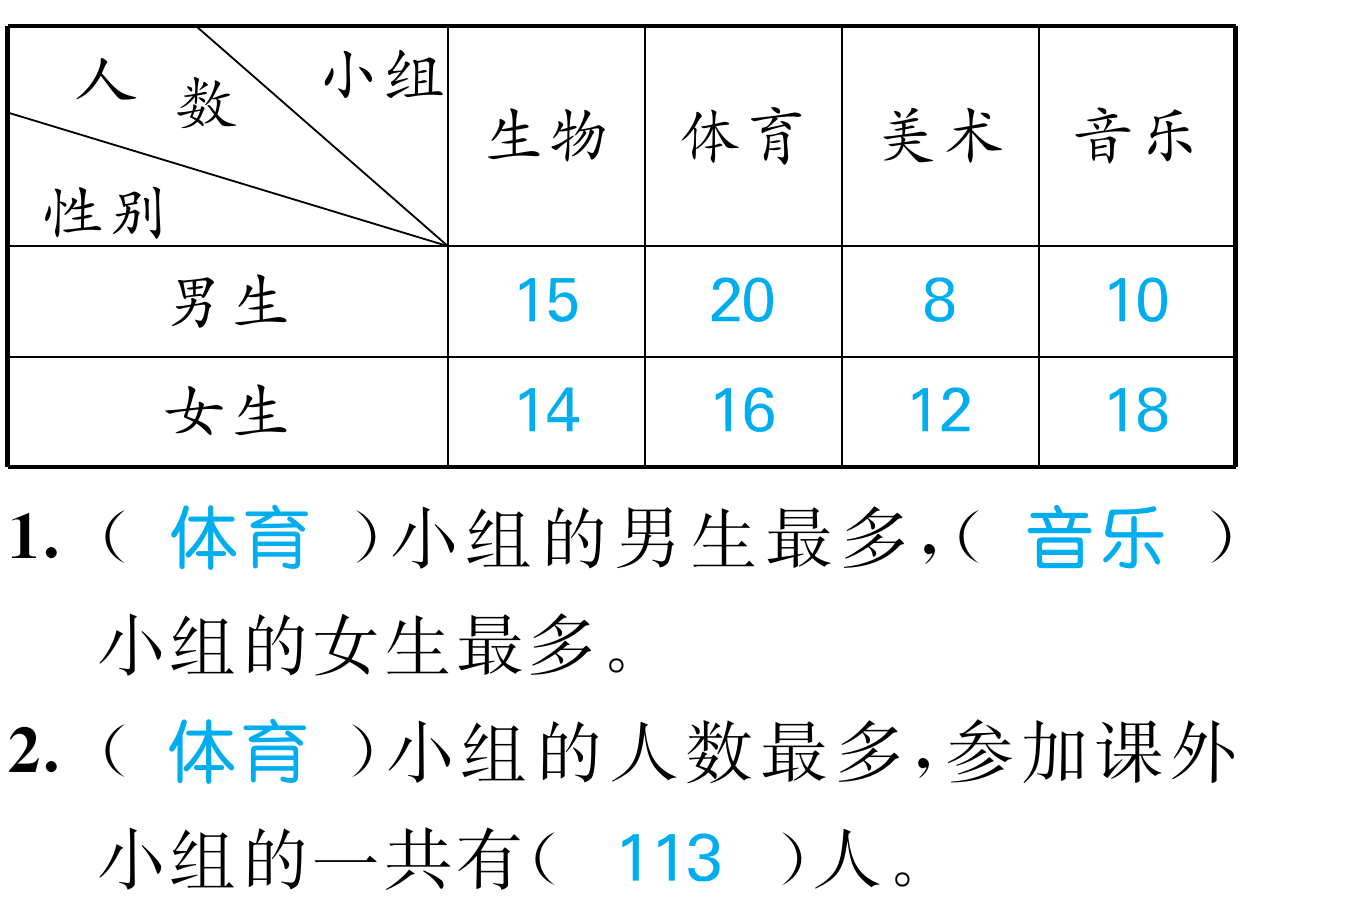 人数 小组 生物 体育 美术 音乐
性别
男生 15 20 8 10
女生 14 16 12 18
1.( 体育 )小组的男生最多,( 音乐 )
小组的女生最多。
2.( 体育 )小组的人数最多,参加课外
小组的一共有( 113 )人。